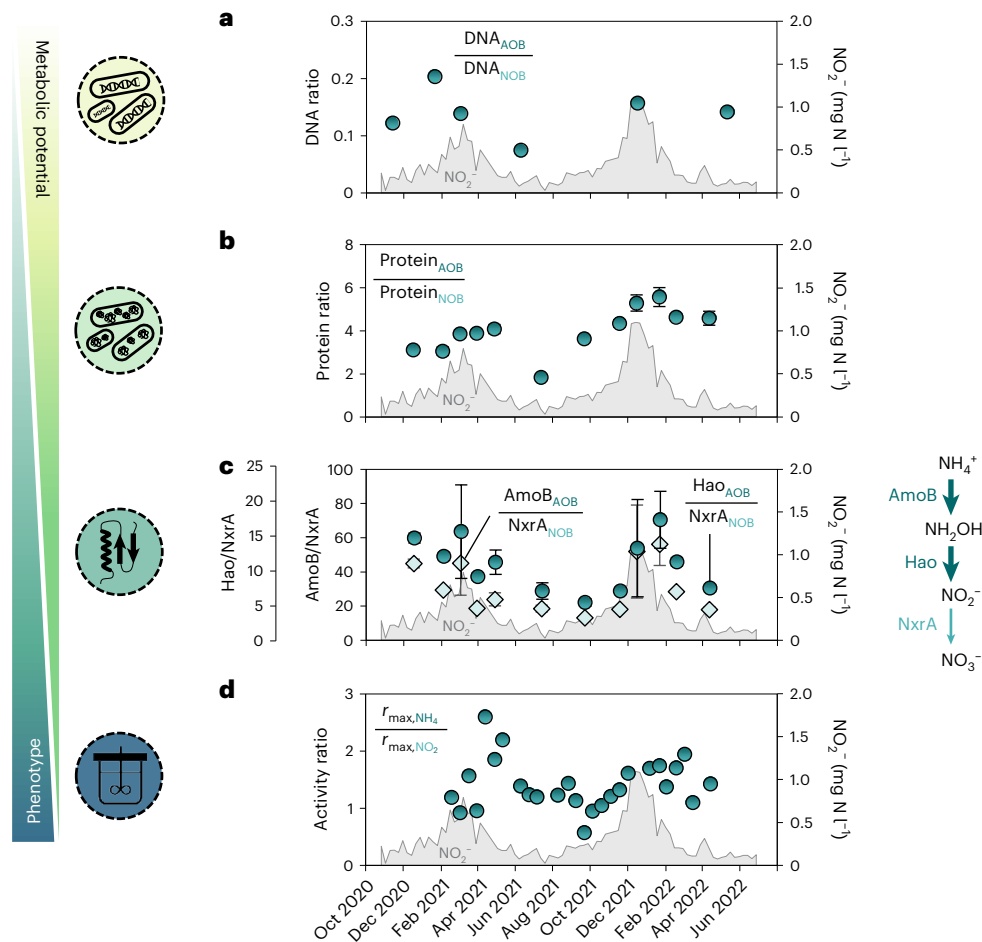 Metabolic potential
Phenotype
a
0.3
0.2
0.1
0
DNA ratio
DNA_AOB
DNA_NOB
NO₂⁻
2.0
1.5
1.0
0.5
0
NO₂⁻ (mg N l⁻¹)
b
8
6
4
2
0
Protein ratio
Protein_AOB
Protein_NOB
NO₂⁻
2.0
1.5
1.0
0.5
0
NO₂⁻ (mg N l⁻¹)
c
25
20
15
10
5
0
Hao/NxrA
100
80
60
40
20
0
AmoB/NxrA
AmoB_AOB
NxrA_NOB
Hao_AOB
NxrA_NOB
NO₂⁻
2.0
1.5
1.0
0.5
0
NO₂⁻ (mg N l⁻¹)
NH₄⁺
AmoB
NH₂OH
Hao
NO₂⁻
NxrA
NO₃⁻
d
3
2
1
0
Activity ratio
r_max,NH₄
r_max,NO₂
NO₂⁻
2.0
1.5
1.0
0.5
0
NO₂⁻ (mg N l⁻¹)
Oct 2020
Dec 2020
Feb 2021
Apr 2021
Jun 2021
Aug 2021
Oct 2021
Dec 2021
Feb 2022
Apr 2022
Jun 2022